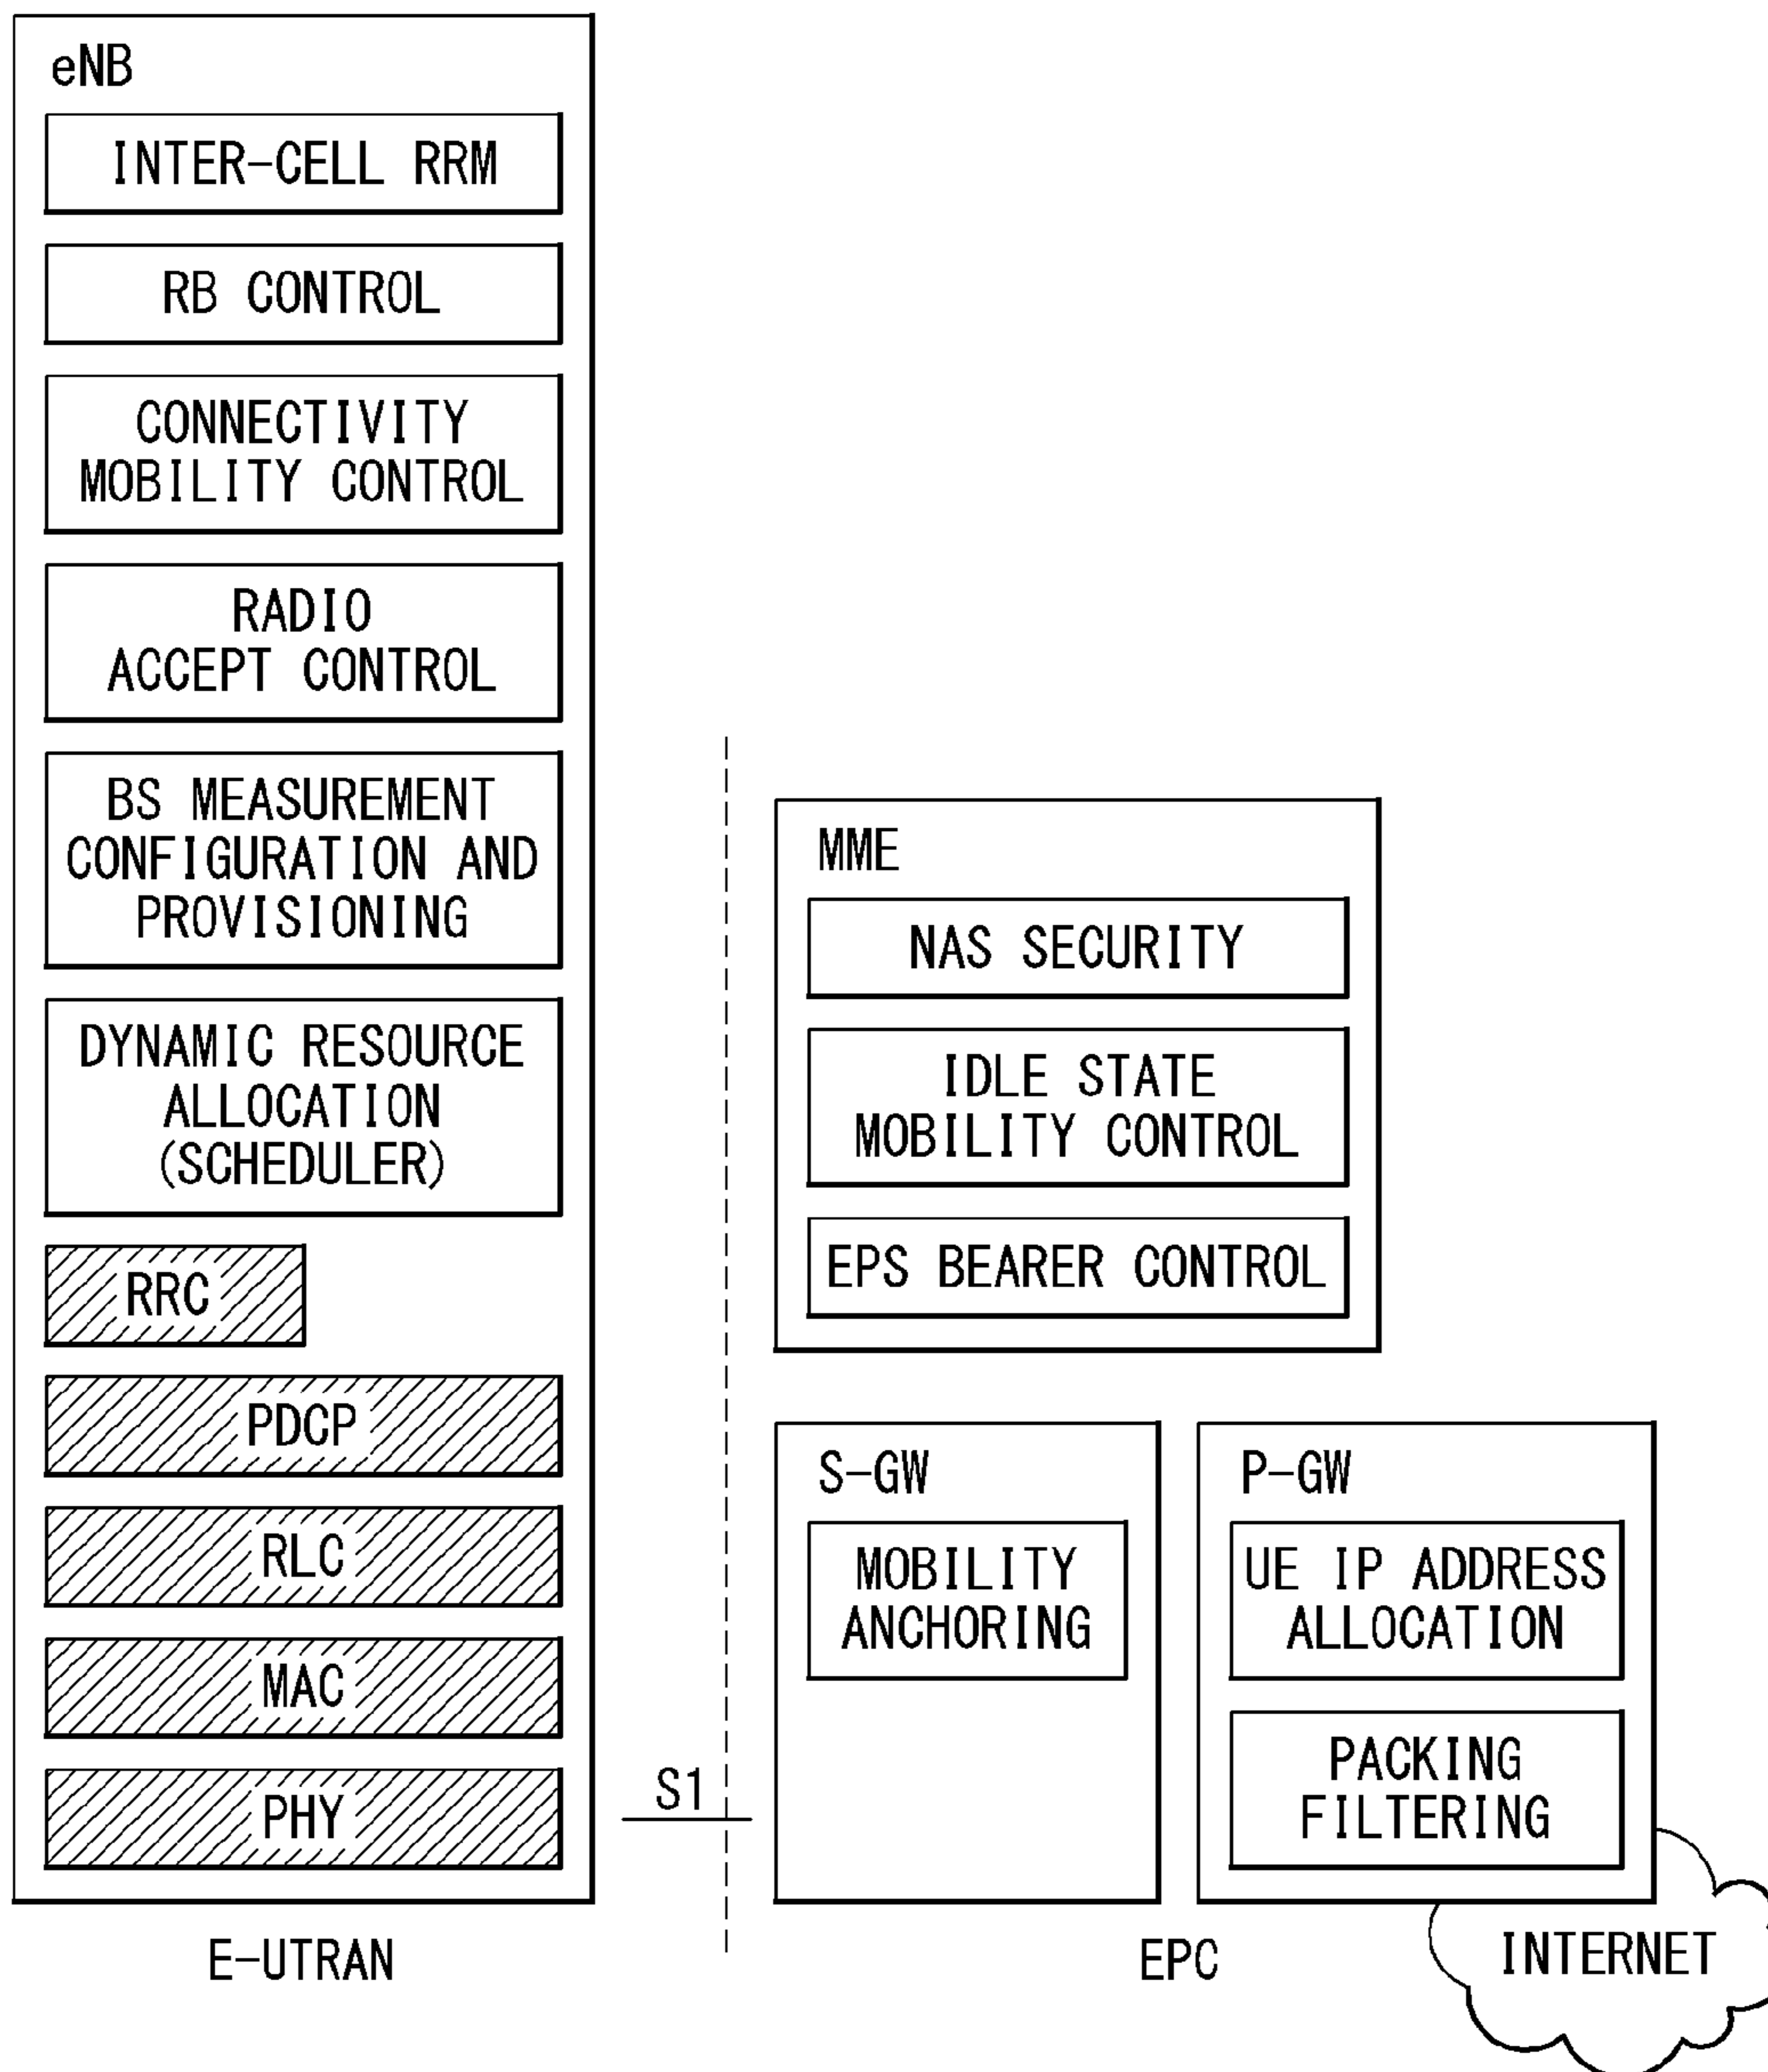 eNB
INTER-CELL RRM
RB CONTROL
CONNECTIVITY
MOBILITY CONTROL
RADIO
ACCEPT CONTROL
BS MEASUREMENT
CONFIGURATION AND
PROVISIONING
DYNAMIC RESOURCE
ALLOCATION
(SCHEDULER)
RRC
PDCP
RLC
MAC
PHY
E-UTRAN
S1
MME
NAS SECURITY
IDLE STATE
MOBILITY CONTROL
EPS BEARER CONTROL
S-GW
MOBILITY
ANCHORING
P-GW
UE IP ADDRESS
ALLOCATION
PACKING
FILTERING
EPC
INTERNET